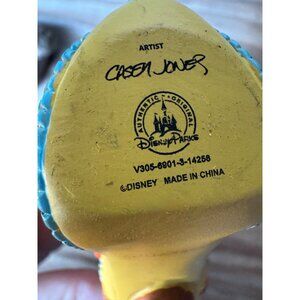 ARTIST
CASEY JONES
AUTHENTIC ORIGINAL
Disney Parks
V305-6901-3-14256
©DISNEY MADE IN CHINA